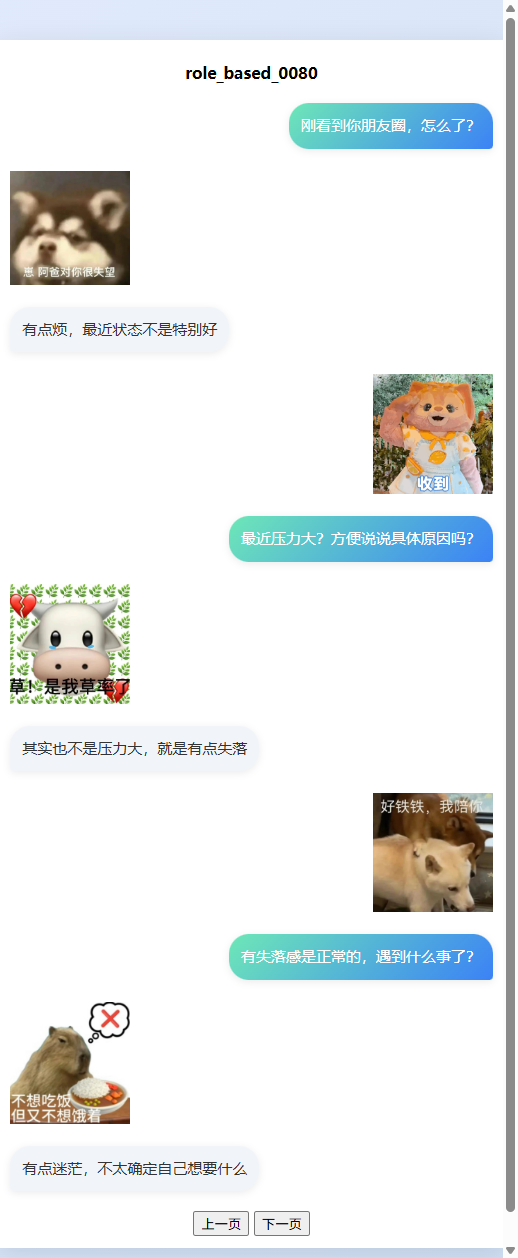 role_based_0080
刚看到你朋友圈，怎么了？
崽 阿爸对你很失望
有点烦，最近状态不是特别好
收到
最近压力大？方便说说具体原因吗？
草！是我草率了
其实也不是压力大，就是有点失落
好铁铁，我陪你
有失落感是正常的，遇到什么事了？
不想吃饭
但又不想饿着
有点迷茫，不太确定自己想要什么
上一页 下一页